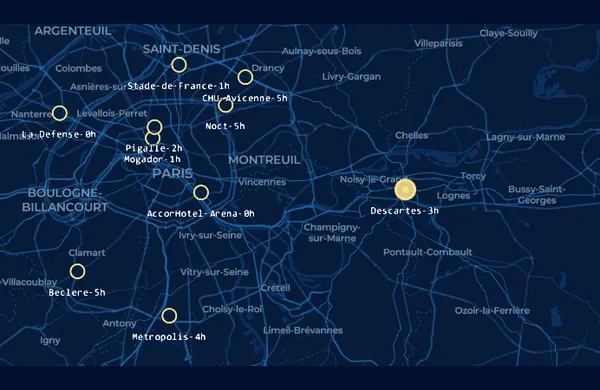 ARGENTEUIL
Claye-Souilly
Villeparisis
SAINT-DENIS
Aulnay-sous-Bois
Colombes
Drancy
Livry-Gargan
Asnières-sur-
Stade-de-France-1h
CHU-Avicenne-5h
Nanterre
Levallois-Perret
La-Defense-0h
Noct-5h
Chelles
Lagny-sur-Marne
Pigalle-2h
Mogador-1h
MONTREUIL
PARIS
Vincennes
Noisy-le-Grand
Torcy
BOULOGNE-
BILLANCOURT
Lognes
Bussy-Saint-
Georges
AccorHotel-Arena-0h
Descartes-3h
Ivry-sur-Seine
Champigny-
sur-Marne
Clamart
Pontault-Combault
Vitry-sur-Seine
-Villacoublay
Beclere-5h
Créteil
Choisy-le-Roi
Ozoir-la-Ferrière
Antony
Limeil-Brévannes
Metropolis-4h
Igny